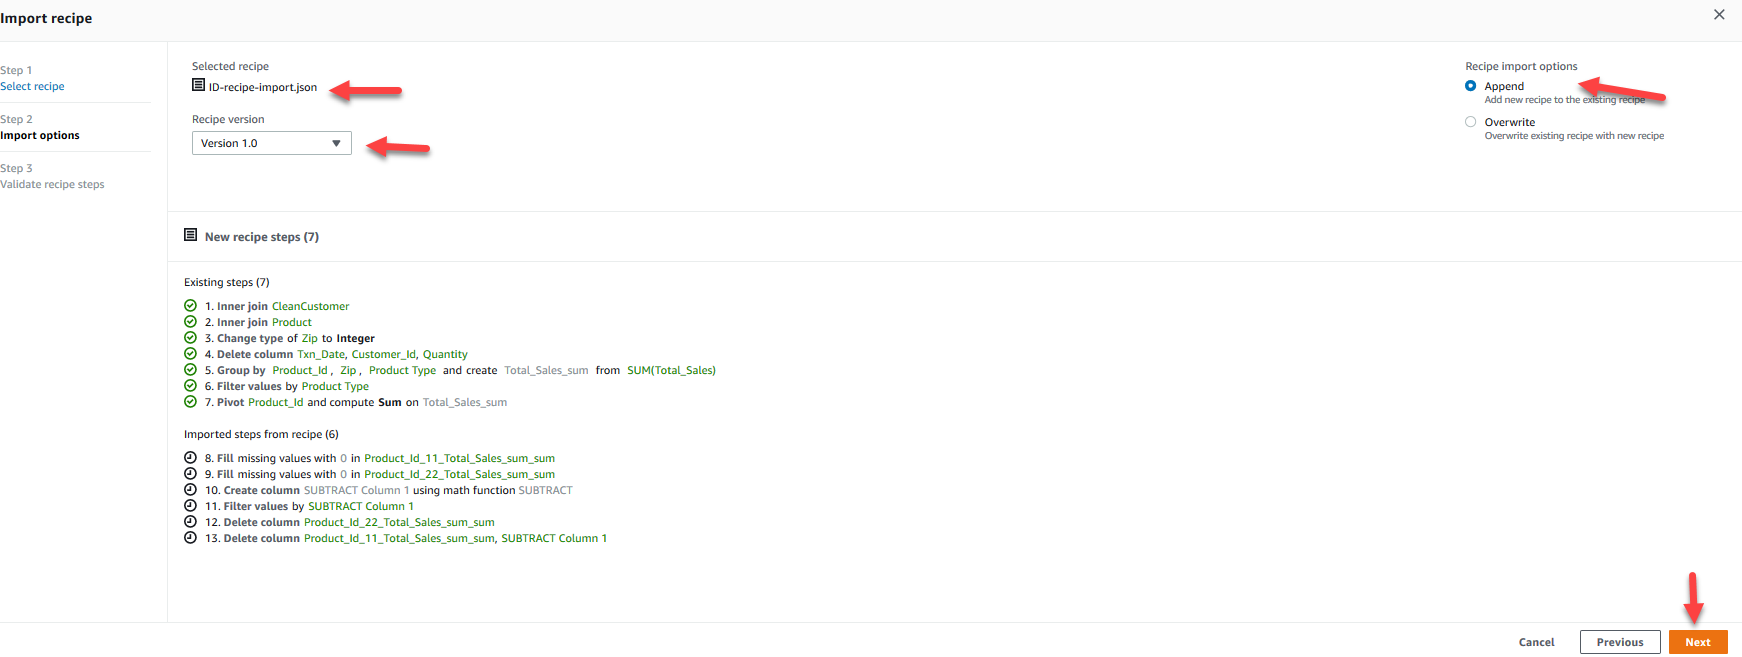 Import recipe
Step 1
Select recipe
Step 2
Import options
Step 3
Validate recipe steps
Selected recipe
ID-recipe-import.json
Recipe version
Version 1.0
Recipe import options
Append
Add new recipe to the existing recipe
Overwrite
Overwrite existing recipe with new recipe
New recipe steps (7)
Existing steps (7)
1. Inner join CleanCustomer
2. Inner join Product
3. Change type of Zip to Integer
4. Delete column Txn_Date, Customer_Id, Quantity
5. Group by Product_Id , Zip , Product Type and create Total_Sales_sum from SUM(Total_Sales)
6. Filter values by Product Type
7. Pivot Product_Id and compute Sum on Total_Sales_sum
Imported steps from recipe (6)
8. Fill missing values with 0 in Product_Id_11_Total_Sales_sum_sum
9. Fill missing values with 0 in Product_Id_22_Total_Sales_sum_sum
10. Create column SUBTRACT Column 1 using math function SUBTRACT
11. Filter values by SUBTRACT Column 1
12. Delete column Product_Id_22_Total_Sales_sum_sum
13. Delete column Product_Id_11_Total_Sales_sum_sum, SUBTRACT Column 1
Cancel
Previous
Next